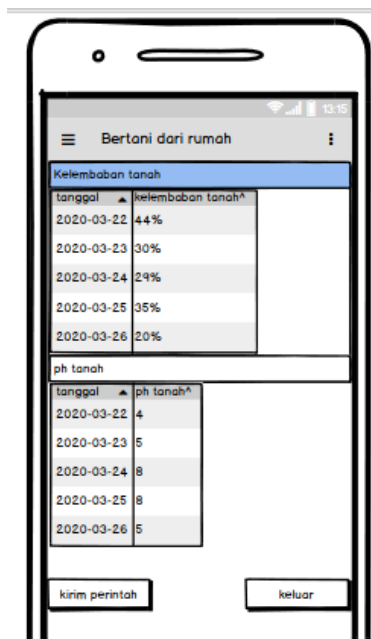 13:15
Bertani dari rumah
Kelembaban tanah
tanggal kelembaban tanah^
2020-03-22 44%
2020-03-23 30%
2020-03-24 29%
2020-03-25 35%
2020-03-26 20%
ph tanah
tanggal ph tanah^
2020-03-22 4
2020-03-23 5
2020-03-24 8
2020-03-25 8
2020-03-26 5
kirim perintah keluar